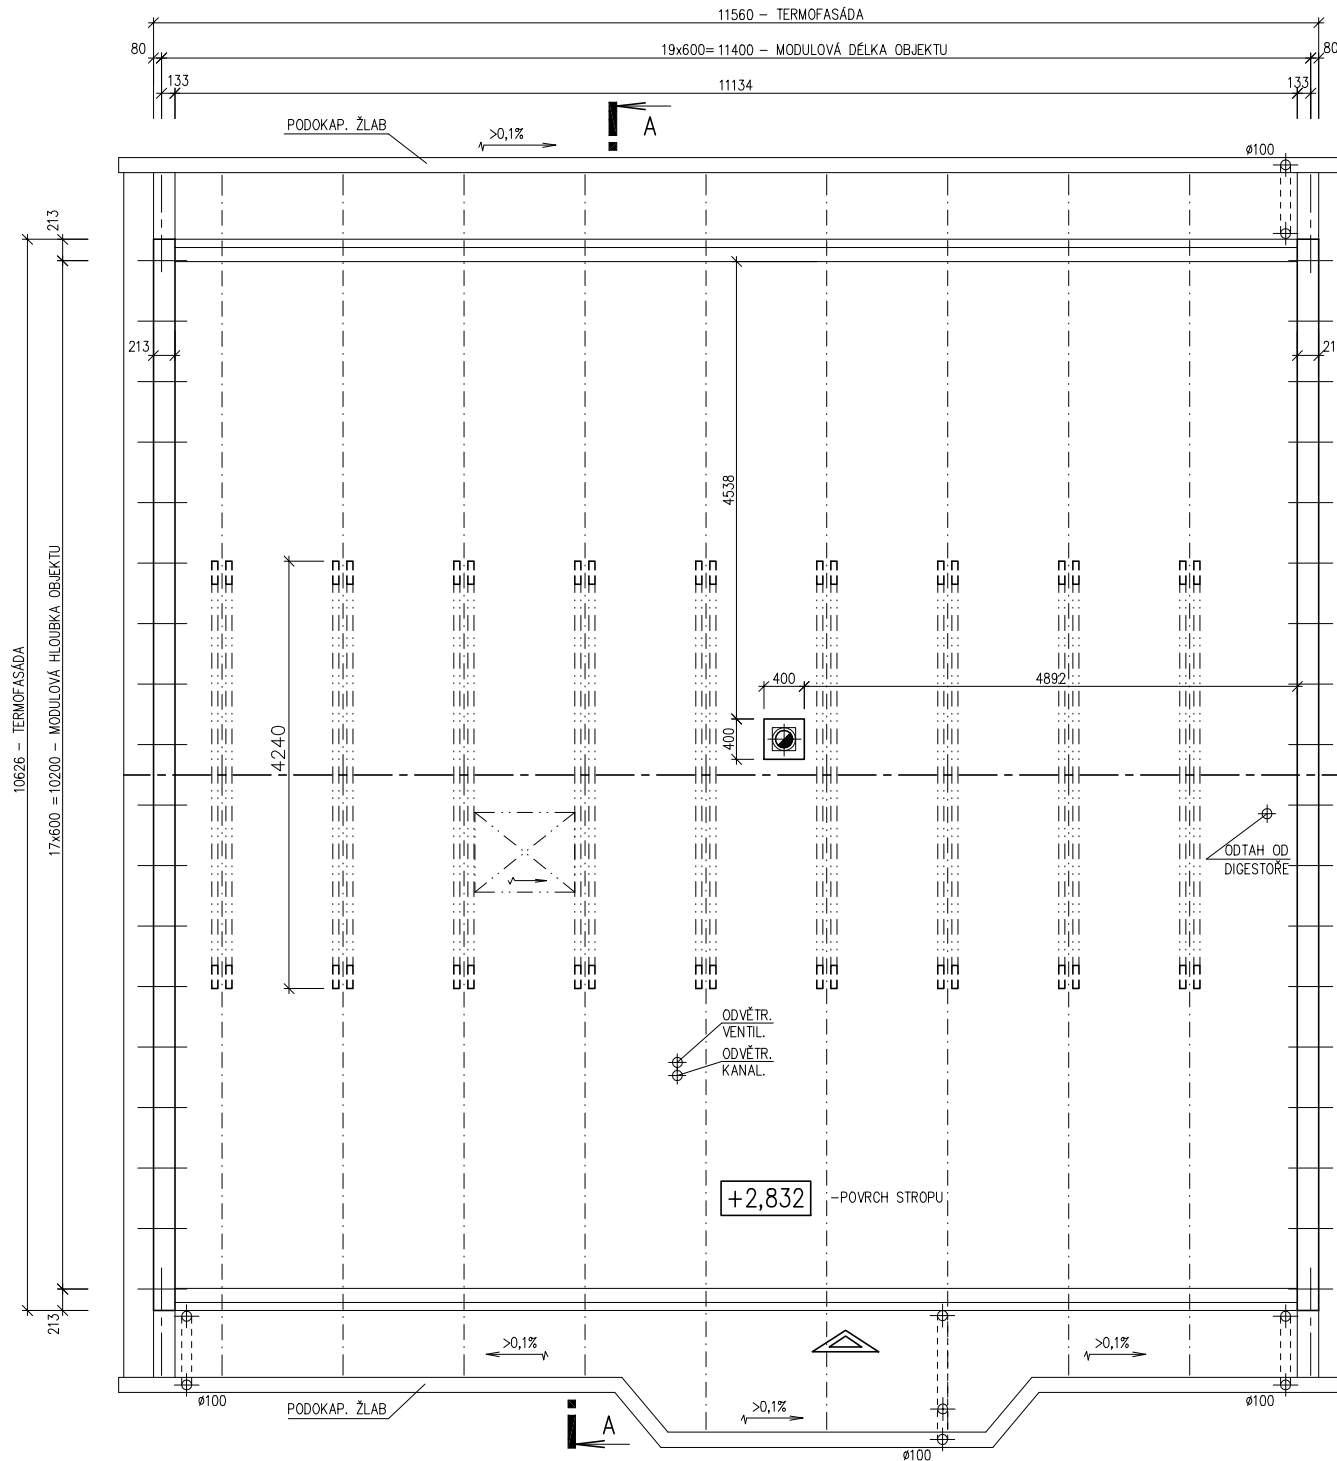 11560 – TERMOFASÁDA
80
19x600= 11400 – MODULOVÁ DÉLKA OBJEKTU
80
133
11134
133
PODOKAP. ŽLAB
>0,1%
A
ø100
213
213
21
4538
10626 – TERMOFASÁDA
17x600 =10200 – MODULOVÁ HLOUBKA OBJEKTU
4240
400
4892
400
ODTAH OD
DIGESTOŘE
ODVĚTR.
VENTIL.
ODVĚTR.
KANAL.
+2,832
–POVRCH STROPU
213
>0,1%
>0,1%
ø100
PODOKAP. ŽLAB
A
>0,1%
ø100
ø100